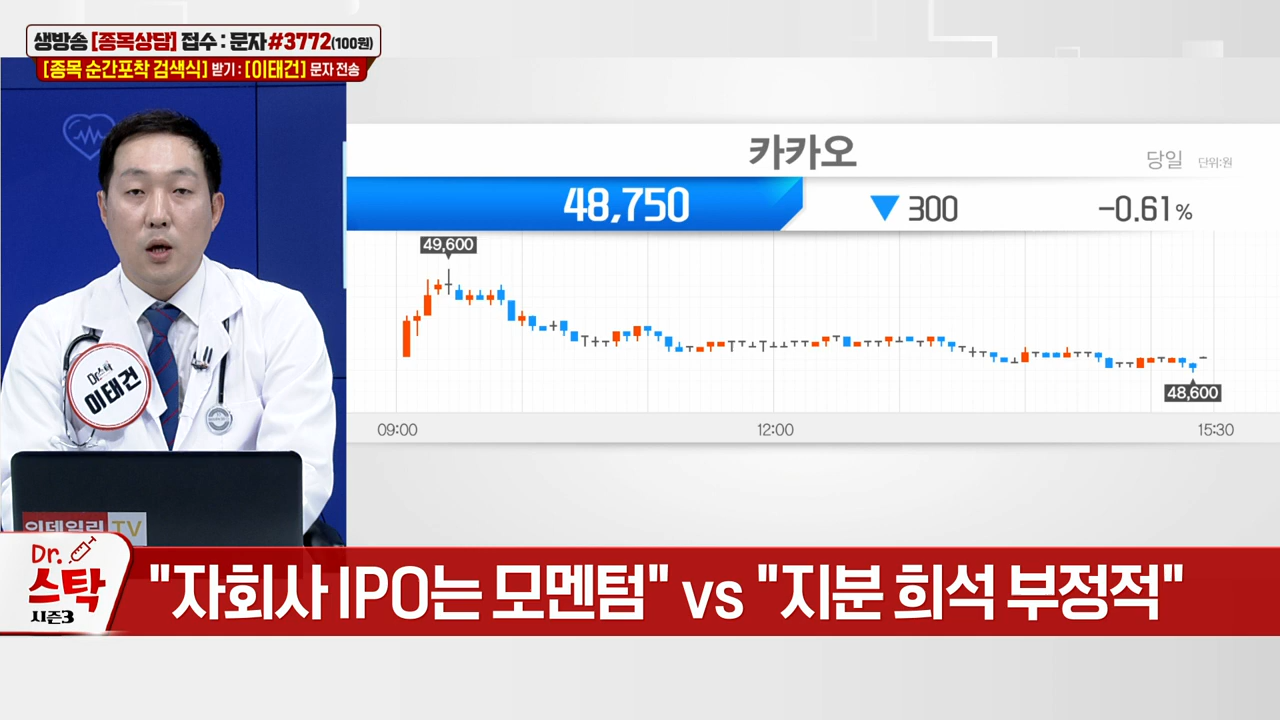 생방송 [종목상담] 접수 : 문자#3772(100원)
[종목 순간포착 검색식] 받기 : [이태건] 문자 전송
카카오
당일 단위:원
48,750 ▼300 -0.61%
49,600
48,600
09:00 12:00 15:30
Dr.스탁
이태건
이데일리TV
Dr.
스탁
시즌3
"자회사 IPO는 모멘텀" vs "지분 희석 부정적"